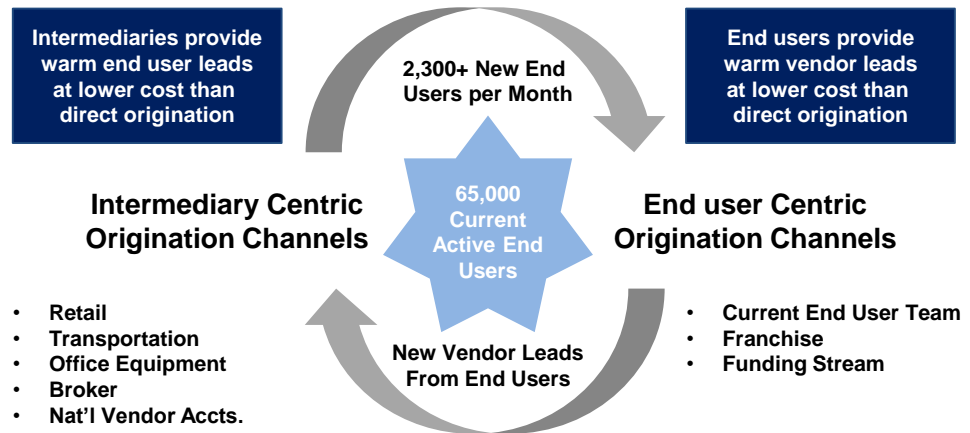 Intermediaries provide
warm end user leads
at lower cost than
direct origination
2,300+ New End
Users per Month
End users provide
warm vendor leads
at lower cost than
direct origination
Intermediary Centric
Origination Channels
65,000
Current
Active End
Users
End user Centric
Origination Channels
• Retail
• Transportation
• Office Equipment
• Broker
• Nat’l Vendor Accts.
New Vendor Leads
From End Users
• Current End User Team
• Franchise
• Funding Stream